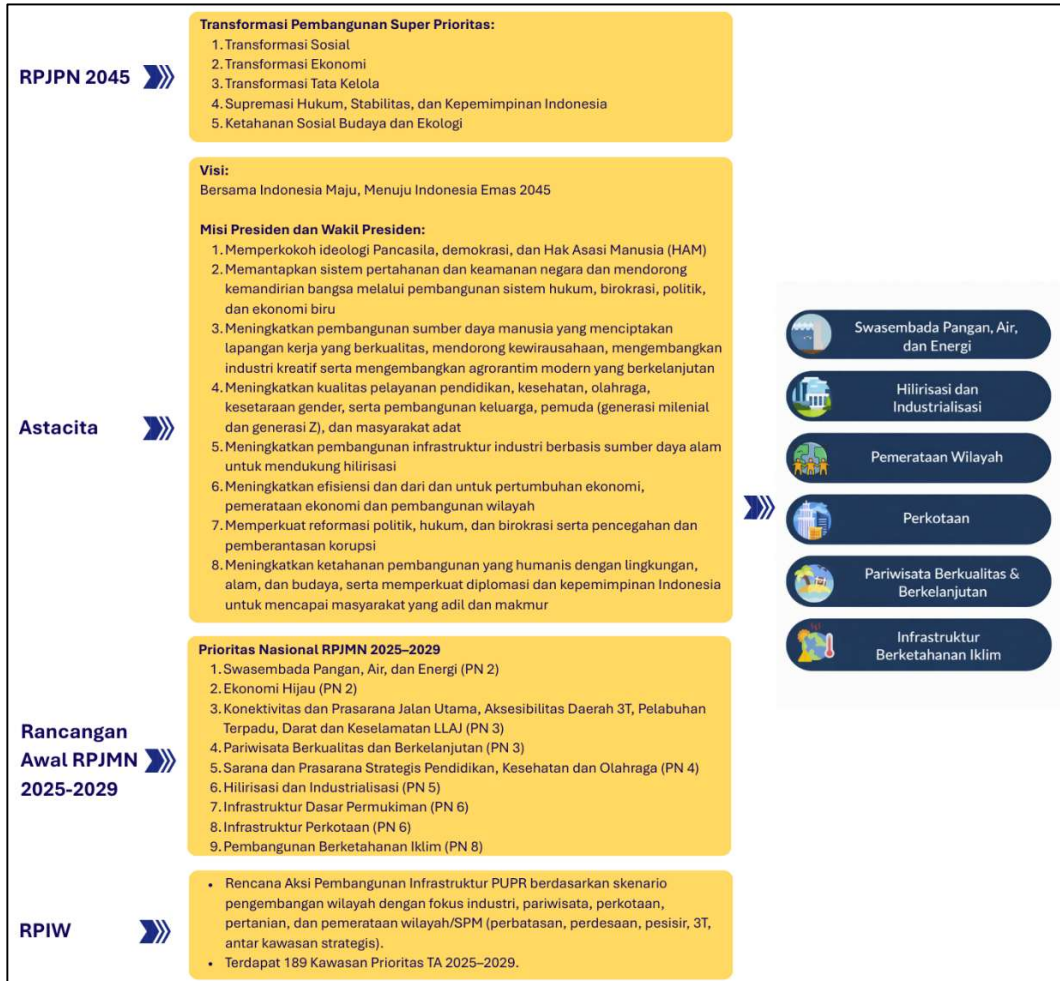 RPJPN 2045
Transformasi Pembangunan Super Prioritas:
1. Transformasi Sosial
2. Transformasi Ekonomi
3. Transformasi Tata Kelola
4. Supremasi Hukum, Stabilitas, dan Kepemimpinan Indonesia
5. Ketahanan Sosial Budaya dan Ekologi
Astacita
Visi:
Bersama Indonesia Maju, Menuju Indonesia Emas 2045
Misi Presiden dan Wakil Presiden:
1. Memperkokoh ideologi Pancasila, demokrasi, dan Hak Asasi Manusia (HAM)
2. Memantapkan sistem pertahanan dan keamanan negara dan mendorong
kemandirian bangsa melalui pembangunan sistem hukum, birokrasi, politik,
dan ekonomi biru
3. Meningkatkan pembangunan sumber daya manusia yang menciptakan
lapangan kerja yang berkualitas, mendorong kewirausahaan, mengembangkan
industri kreatif serta mengembangkan agrorantim modern yang berkelanjutan
4. Meningkatkan kualitas pelayanan pendidikan, kesehatan, olahraga,
kesetaraan gender, serta pembangunan keluarga, pemuda (generasi milenial
dan generasi Z), dan masyarakat adat
5. Meningkatkan pembangunan infrastruktur industri berbasis sumber daya alam
untuk mendukung hilirisasi
6. Meningkatkan efisiensi dan dari dan untuk pertumbuhan ekonomi,
pemerataan ekonomi dan pembangunan wilayah
7. Memperkuat reformasi politik, hukum, dan birokrasi serta pencegahan dan
pemberantasan korupsi
8. Meningkatkan ketahanan pembangunan yang humanis dengan lingkungan,
alam, dan budaya, serta memperkuat diplomasi dan kepemimpinan Indonesia
untuk mencapai masyarakat yang adil dan makmur
Rancangan
Awal RPJMN
2025-2029
Prioritas Nasional RPJMN 2025–2029
1. Swasembada Pangan, Air, dan Energi (PN 2)
2. Ekonomi Hijau (PN 2)
3. Konektivitas dan Prasarana Jalan Utama, Aksesibilitas Daerah 3T, Pelabuhan
Terpadu, Darat dan Keselamatan LLAJ (PN 3)
4. Pariwisata Berkualitas dan Berkelanjutan (PN 3)
5. Sarana dan Prasarana Strategis Pendidikan, Kesehatan dan Olahraga (PN 4)
6. Hilirisasi dan Industrialisasi (PN 5)
7. Infrastruktur Dasar Permukiman (PN 6)
8. Infrastruktur Perkotaan (PN 6)
9. Pembangunan Berketahanan Iklim (PN 8)
RPIW
• Rencana Aksi Pembangunan Infrastruktur PUPR berdasarkan skenario
pengembangan wilayah dengan fokus industri, pariwisata, perkotaan,
pertanian, dan pemerataan wilayah/SPM (perbatasan, perdesaan, pesisir, 3T,
antar kawasan strategis).
• Terdapat 189 Kawasan Prioritas TA 2025–2029.
Swasembada Pangan, Air,
dan Energi
Hilirisasi dan
Industrialisasi
Pemerataan Wilayah
Perkotaan
Pariwisata Berkualitas &
Berkelanjutan
Infrastruktur
Berketahanan Iklim